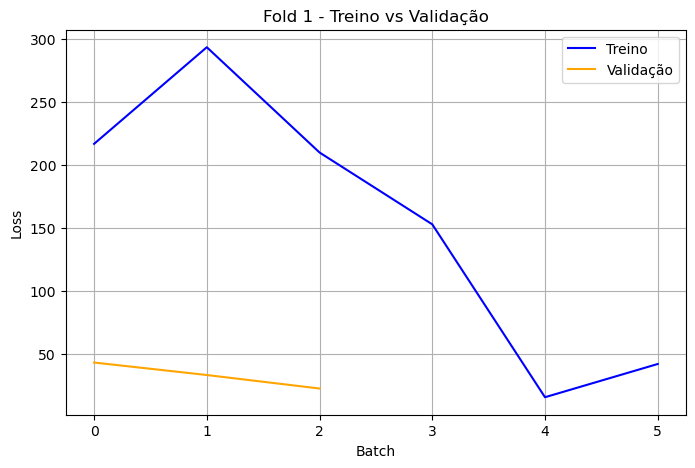 Fold 1 - Treino vs Validação
Treino
Validação
300
250
200
150
100
50
Loss
0 1 2 3 4 5
Batch